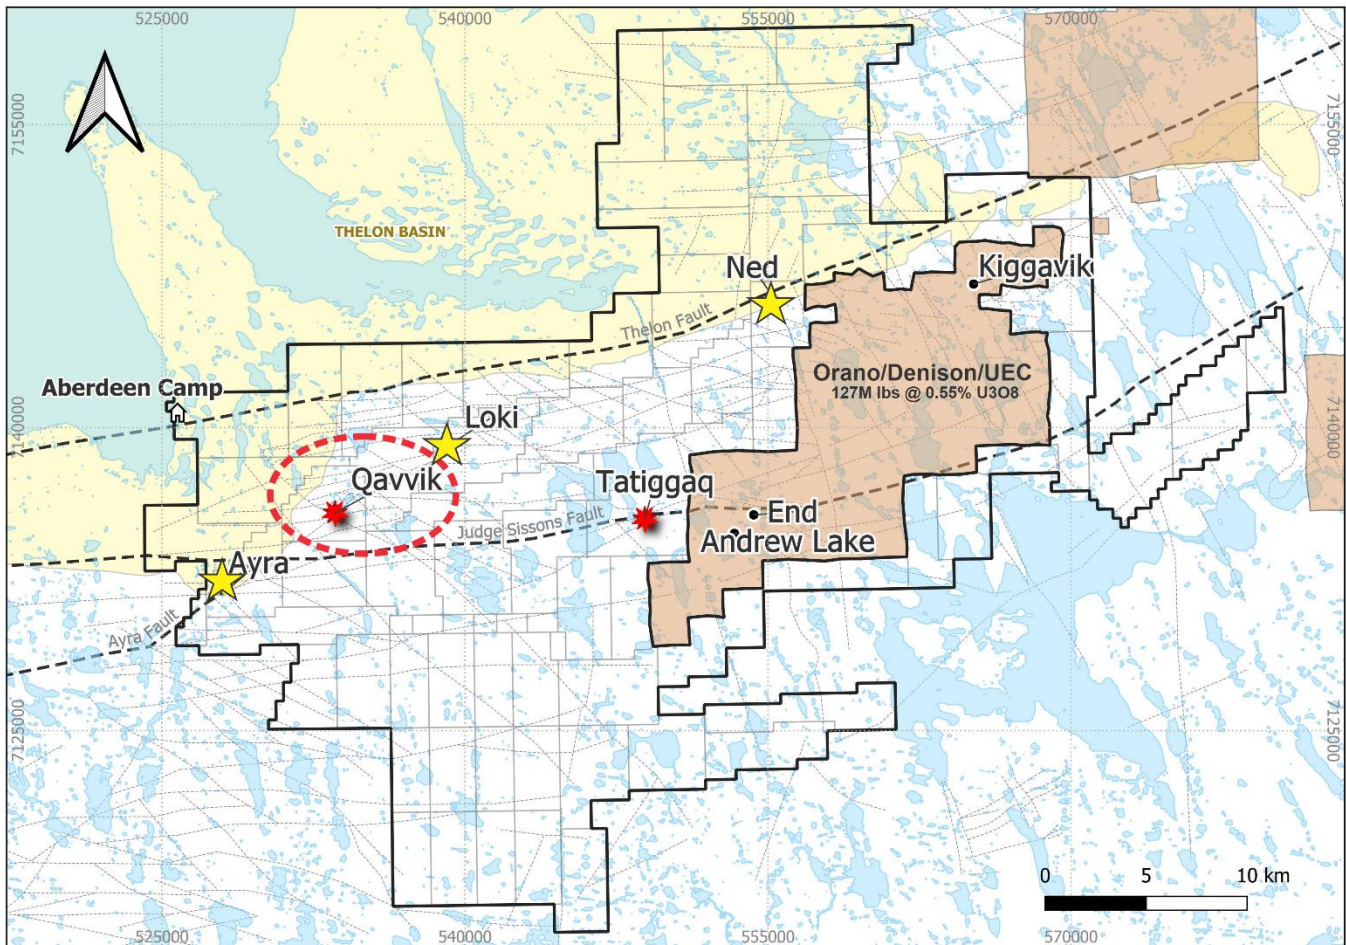 525000
540000
555000
570000
7155000
7155000
THELON BASIN
Ned
Kiggavik
Thelon Fault
Orano/Denison/UEC
127M lbs @ 0.55% U3O8
Aberdeen Camp
Loki
7140000
7140000
Qavvik
Tatiggaq
Judge Sissons Fault
End
Andrew Lake
Ayra
Ayra Fault
7125000
7125000
0 5 10 km
525000
540000
555000
570000